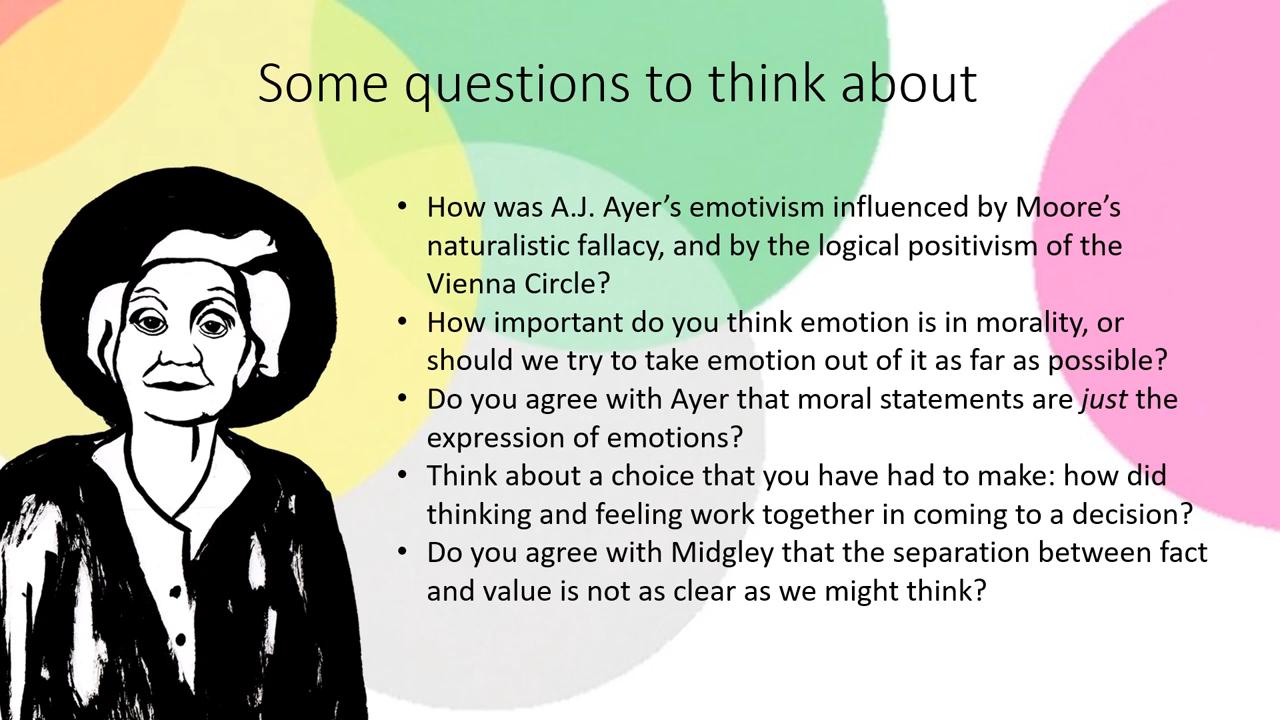 Some questions to think about
• How was A.J. Ayer’s emotivism influenced by Moore’s
naturalistic fallacy, and by the logical positivism of the
Vienna Circle?
• How important do you think emotion is in morality, or
should we try to take emotion out of it as far as possible?
• Do you agree with Ayer that moral statements are just the
expression of emotions?
• Think about a choice that you have had to make: how did
thinking and feeling work together in coming to a decision?
• Do you agree with Midgley that the separation between fact
and value is not as clear as we might think?